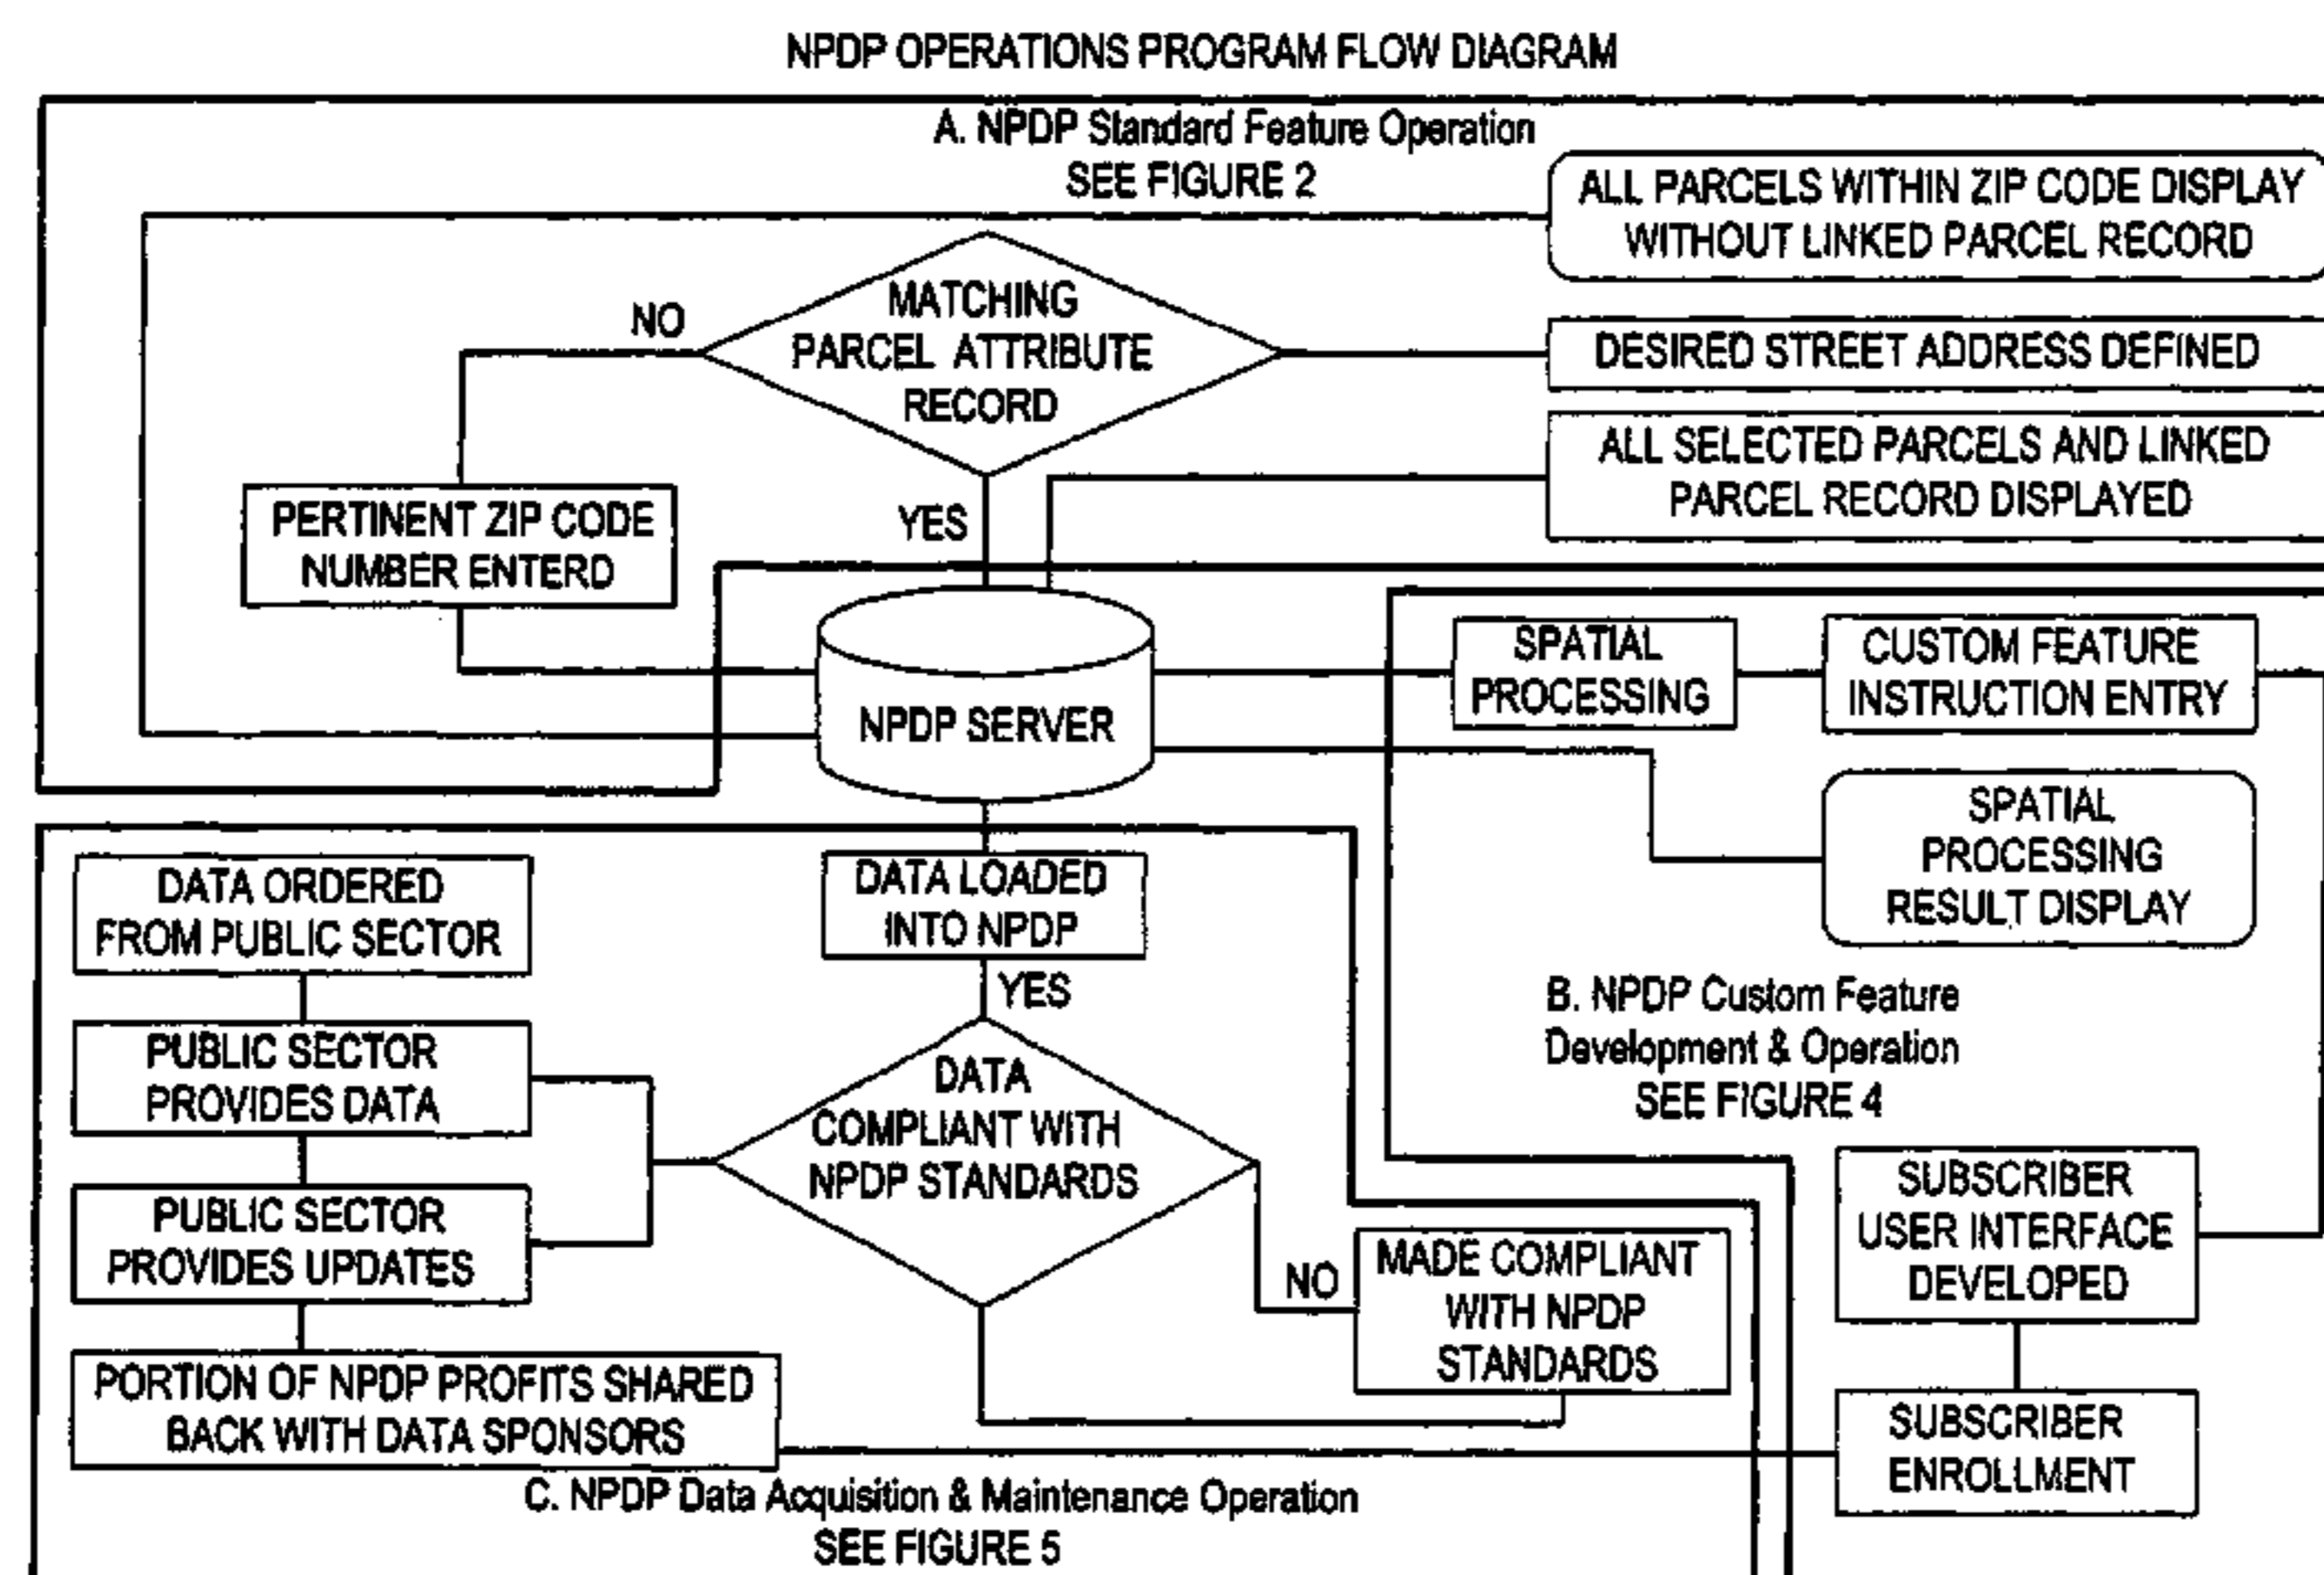 NPDP OPERATIONS PROGRAM FLOW DIAGRAM
A. NPDP Standard Feature Operation
SEE FIGURE 2
ALL PARCELS WITHIN ZIP CODE DISPLAY
WITHOUT LINKED PARCEL RECORD
NO
MATCHING
PARCEL ATTRIBUTE
RECORD
DESIRED STREET ADDRESS DEFINED
ALL SELECTED PARCELS AND LINKED
PARCEL RECORD DISPLAYED
PERTINENT ZIP CODE
NUMBER ENTERD
YES
NPDP SERVER
SPATIAL
PROCESSING
CUSTOM FEATURE
INSTRUCTION ENTRY
SPATIAL
PROCESSING
RESULT DISPLAY
DATA ORDERED
FROM PUBLIC SECTOR
DATA LOADED
INTO NPDP
YES
B. NPDP Custom Feature
Development & Operation
SEE FIGURE 4
PUBLIC SECTOR
PROVIDES DATA
DATA
COMPLIANT WITH
NPDP STANDARDS
PUBLIC SECTOR
PROVIDES UPDATES
NO
MADE COMPLIANT
WITH NPDP
STANDARDS
SUBSCRIBER
USER INTERFACE
DEVELOPED
PORTION OF NPDP PROFITS SHARED
BACK WITH DATA SPONSORS
SUBSCRIBER
ENROLLMENT
C. NPDP Data Acquisition & Maintenance Operation
SEE FIGURE 5